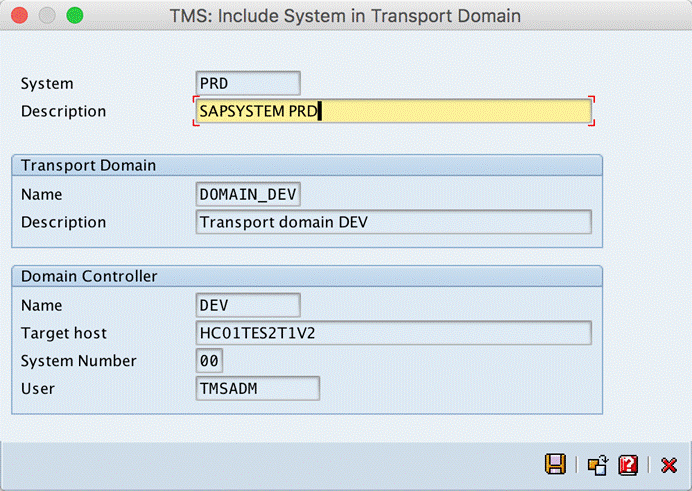 TMS: Include System in Transport Domain
System PRD
Description SAPSYSTEM PRD
Transport Domain
Name DOMAIN_DEV
Description Transport domain DEV
Domain Controller
Name DEV
Target host HC01TES2T1V2
System Number 00
User TMSADM